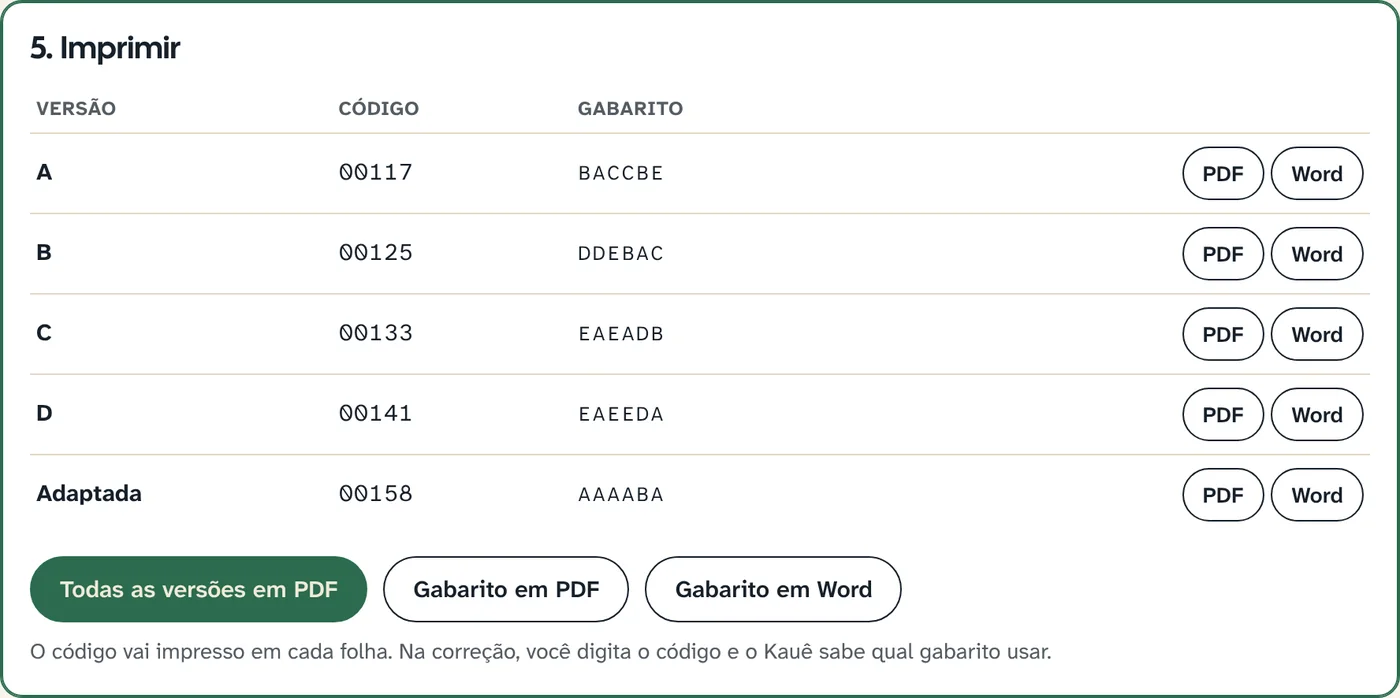 5. Imprimir
VERSÃO CÓDIGO GABARITO
A 00117 BACCBE PDF Word
B 00125 DDEBAC PDF Word
C 00133 EAEADB PDF Word
D 00141 EAEEDA PDF Word
Adaptada 00158 AAAABA PDF Word
Todas as versões em PDF Gabarito em PDF Gabarito em Word
O código vai impresso em cada folha. Na correção, você digita o código e o Kauê sabe qual gabarito usar.